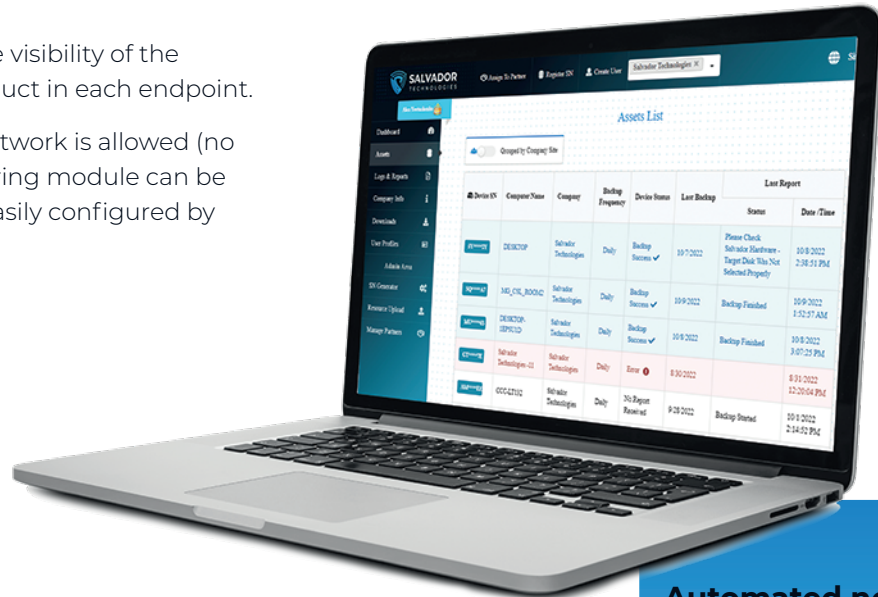 e visibility of the
uct in each endpoint.
twork is allowed (no
ring module can be
asily configured by
SALVADOR
TECHNOLOGIES
Assign To Partner
Register SN
Create User
Salvador Technologies ×
Assets List
Grouped by Company Site
Dashboard
Assets
Logs & Reports
Company Info
Downloads
User Profiles
Admin Area
SN Generator
Resource Upload
Manage Partners
Device SN Computer Name Company Backup Frequency Device Status Last Backup Last Report
Status Date /Time
DESKTOP Salvador Technologies Daily Backup Success ✓ 10/7/2022 Please Check Salvador Hardware - Target Disk Was Not Selected Properly 10/8/2022 2:38:51 PM
Salvador Technologies Daily Backup Success ✓ 10/9/2022 Backup Finished 10/9/2022 1:52:57 AM
Salvador Technologies Daily Backup Success ✓ 10/8/2022 Backup Finished 10/8/2022 3:07:25 PM
Salvador Technologies Daily Error 8/30/2022 8/31/2022 12:20:04 PM
Salvador Technologies Daily No Report Received 9/28/2022 Backup Started 10/1/2022 2:14:52 PM